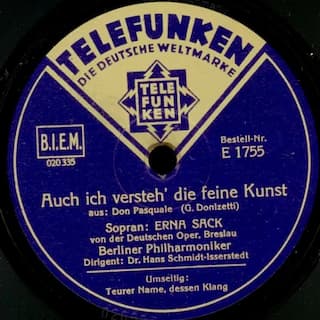 TELEFUNKEN
DIE DEUTSCHE WELTMARKE
TELE
FUN
KEN
B.I.E.M.
020 335
Bestell-Nr.
E 1755
Auch ich versteh' die feine Kunst
aus: Don Pasquale (G. Donizetti)
Sopran: ERNA SACK
von der Deutschen Oper, Breslau
Berliner Philharmoniker
Dirigent: Dr. Hans Schmidt-Isserstedt
Umseitig:
Teurer Name, dessen Klang